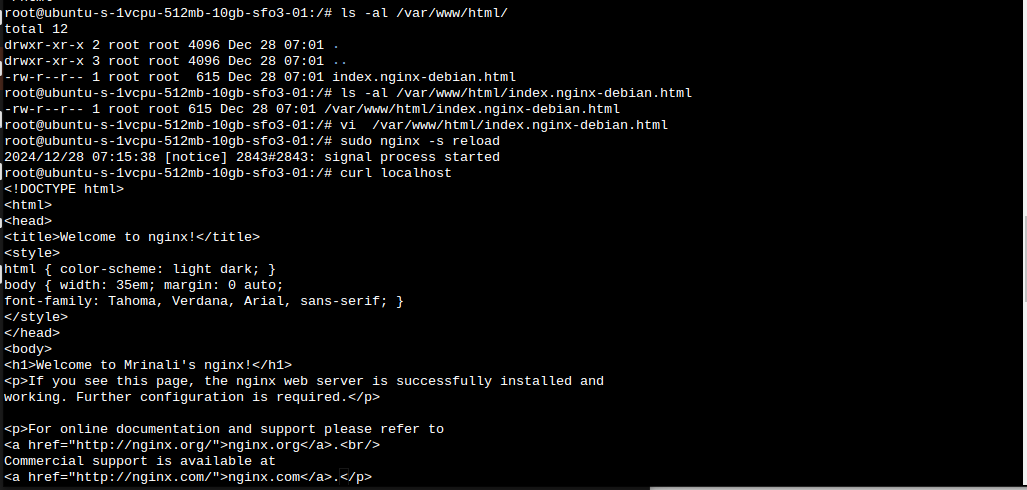 root@ubuntu-s-1vcpu-512mb-10gb-sfo3-01:/# ls -al /var/www/html/
total 12
drwxr-xr-x 2 root root 4096 Dec 28 07:01 .
drwxr-xr-x 3 root root 4096 Dec 28 07:01 ..
-rw-r--r-- 1 root root  615 Dec 28 07:01 index.nginx-debian.html
root@ubuntu-s-1vcpu-512mb-10gb-sfo3-01:/# ls -al /var/www/html/index.nginx-debian.html
-rw-r--r-- 1 root root 615 Dec 28 07:01 /var/www/html/index.nginx-debian.html
root@ubuntu-s-1vcpu-512mb-10gb-sfo3-01:/# vi  /var/www/html/index.nginx-debian.html
root@ubuntu-s-1vcpu-512mb-10gb-sfo3-01:/# sudo nginx -s reload
2024/12/28 07:15:38 [notice] 2843#2843: signal process started
root@ubuntu-s-1vcpu-512mb-10gb-sfo3-01:/# curl localhost
<!DOCTYPE html>
<html>
<head>
<title>Welcome to nginx!</title>
<style>
html { color-scheme: light dark; }
body { width: 35em; margin: 0 auto;
font-family: Tahoma, Verdana, Arial, sans-serif; }
</style>
</head>
<body>
<h1>Welcome to Mrinali's nginx!</h1>
<p>If you see this page, the nginx web server is successfully installed and
working. Further configuration is required.</p>

<p>For online documentation and support please refer to
<a href="http://nginx.org/">nginx.org</a>.<br/>
Commercial support is available at
<a href="http://nginx.com/">nginx.com</a>.</p>